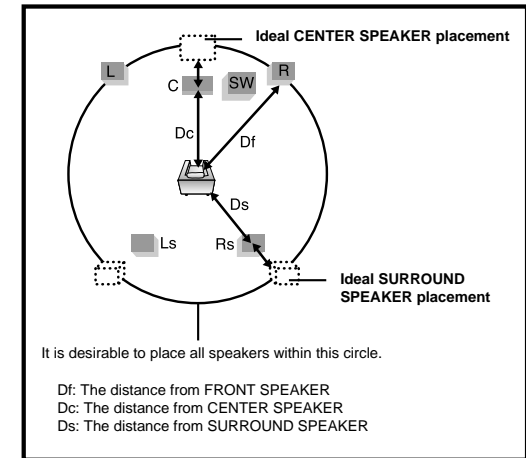 Ideal CENTER SPEAKER placement
L
C
SW
R
Dc
Df
Ds
Ls
Rs
Ideal SURROUND
SPEAKER placement
It is desirable to place all speakers within this circle.
Df: The distance from FRONT SPEAKER
Dc: The distance from CENTER SPEAKER
Ds: The distance from SURROUND SPEAKER